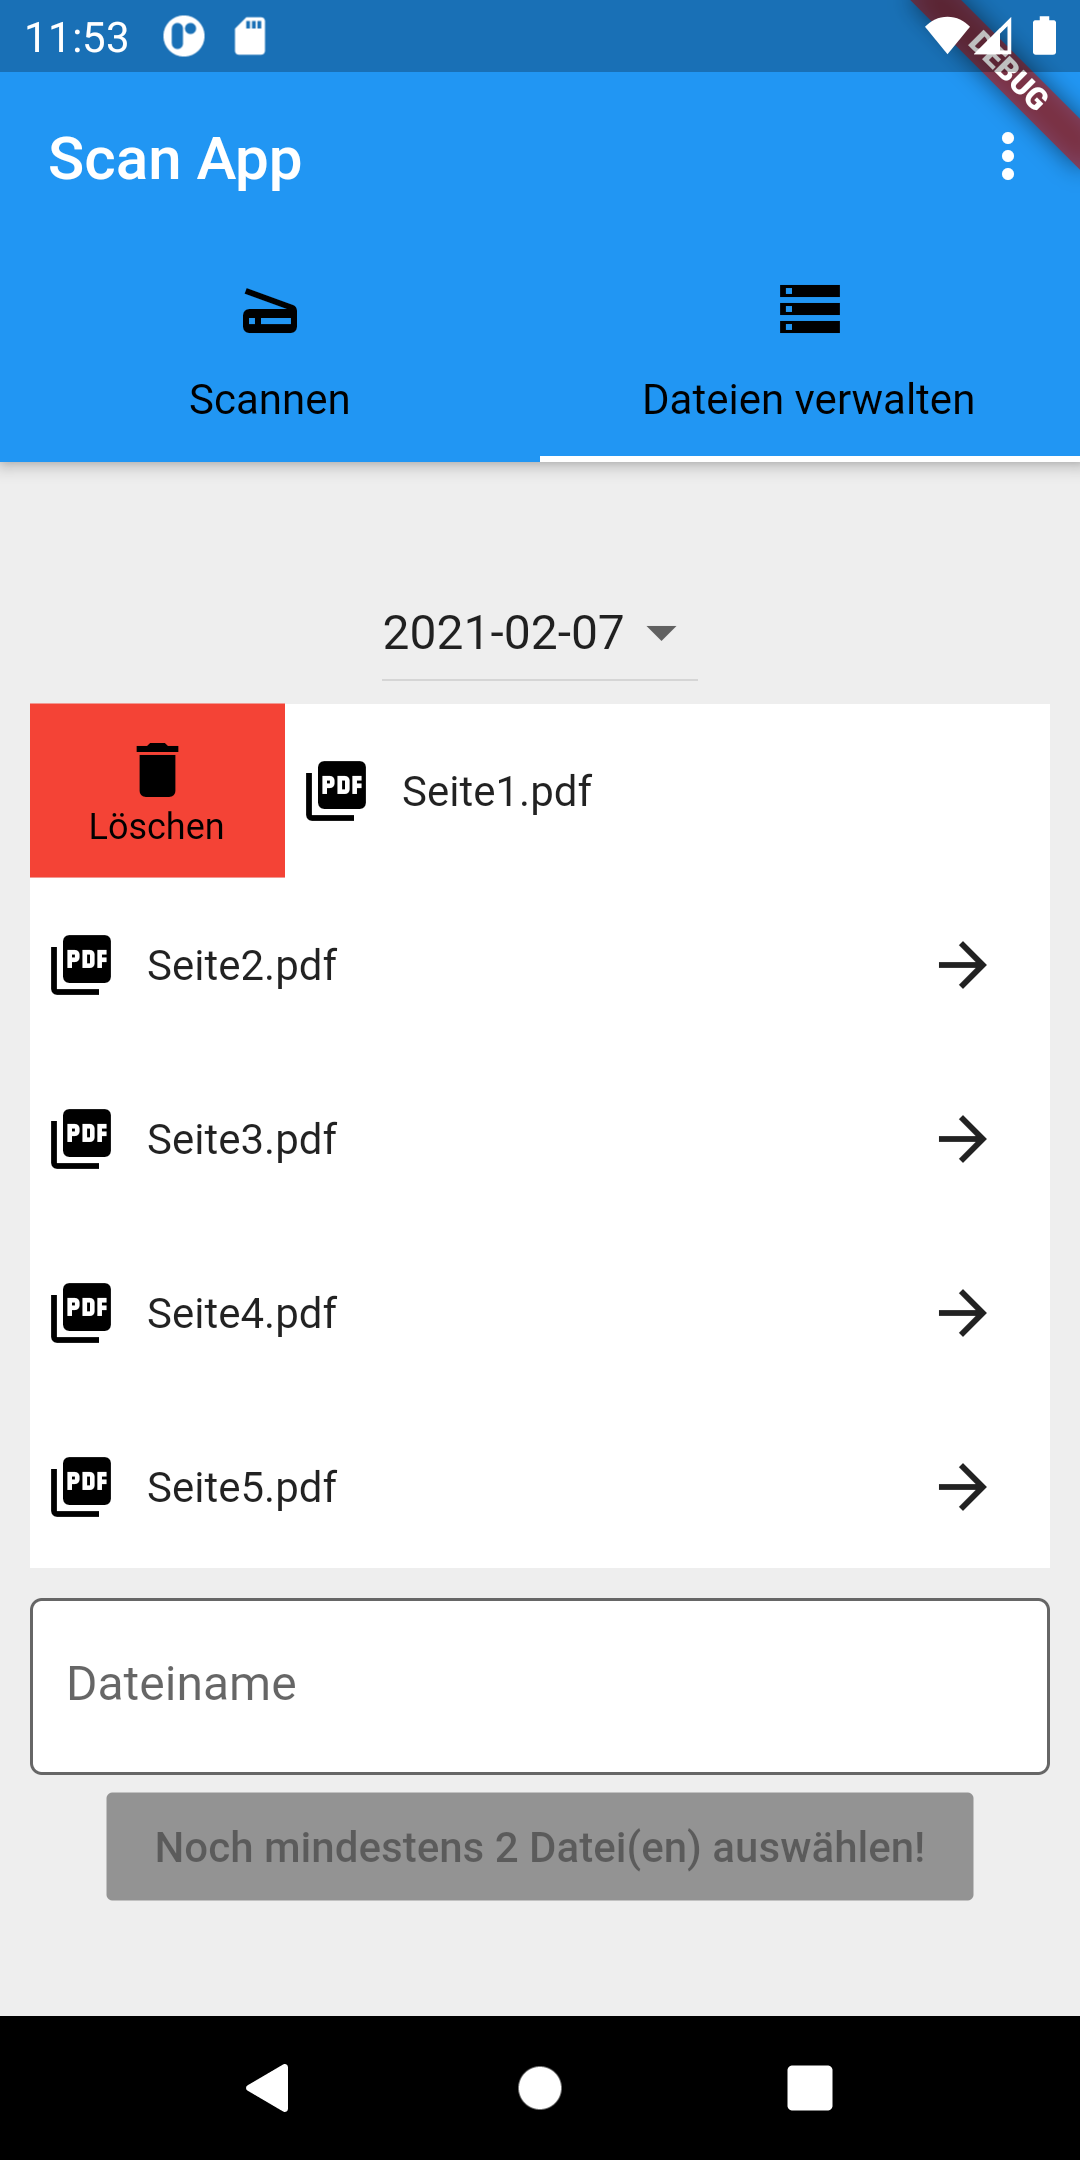 11:53
DEBUG
Scan App
Scannen
Dateien verwalten
2021-02-07
Löschen
PDF
Seite1.pdf
PDF
Seite2.pdf
PDF
Seite3.pdf
PDF
Seite4.pdf
PDF
Seite5.pdf
Dateiname
Noch mindestens 2 Datei(en) auswählen!